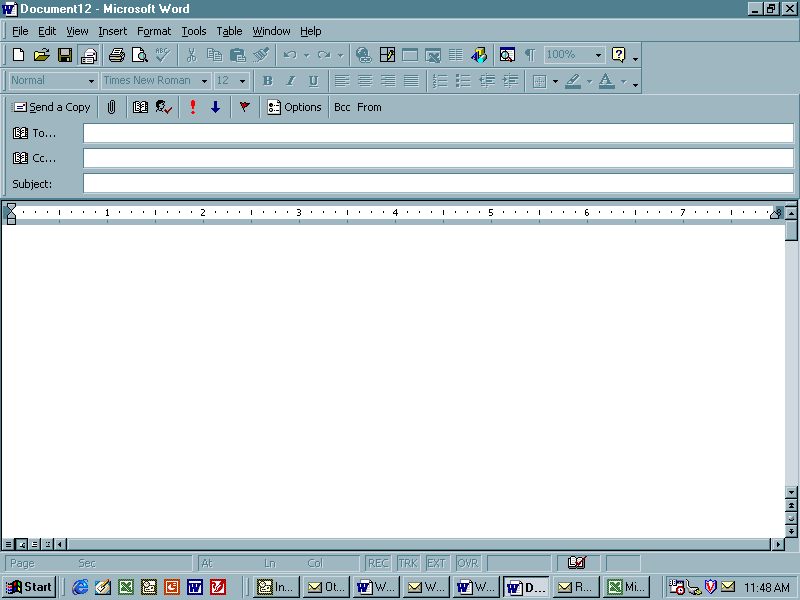 Document12 - Microsoft Word
File Edit View Insert Format Tools Table Window Help
100%
Normal Times New Roman 12 B I U A
Send a Copy Options Bcc From
To...
Cc...
Subject:
1 2 3 4 5 6 7 8
Page Sec At Ln Col REC TRK EXT OVR
Start In... Ot... W... W... W... D... R... Mi... 11:48 AM